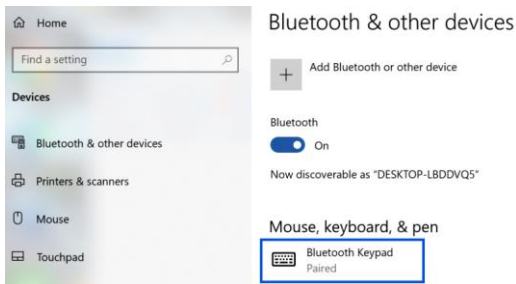 Home
Find a setting
Devices
Bluetooth & other devices
Printers & scanners
Mouse
Touchpad
Bluetooth & other devices
Add Bluetooth or other device
Bluetooth
On
Now discoverable as "DESKTOP-LBDDVQ5"
Mouse, keyboard, & pen
Bluetooth Keypad
Paired